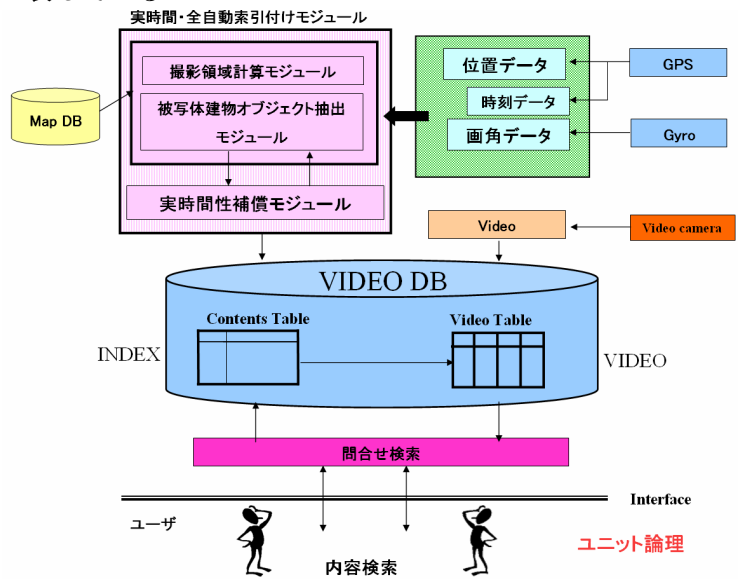 実時間・全自動索引付けモジュール
撮影領域計算モジュール
被写体建物オブジェクト抽出
モジュール
実時間性補償モジュール
Map DB
位置データ
時刻データ
画角データ
GPS
Gyro
Video
Video camera
VIDEO DB
Contents Table
Video Table
INDEX
VIDEO
問合せ検索
Interface
ユーザ
内容検索
ユニット論理